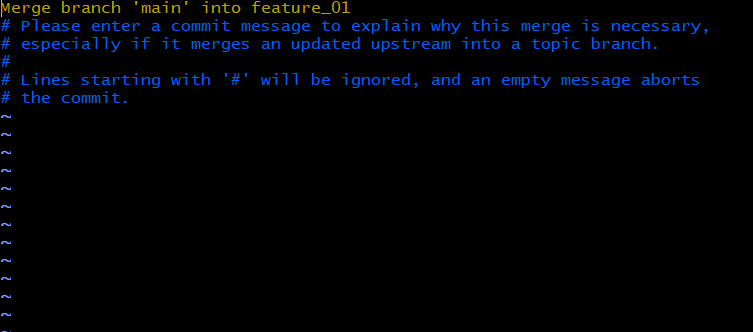 Merge branch 'main' into feature_01
# Please enter a commit message to explain why this merge is necessary,
# especially if it merges an updated upstream into a topic branch.
#
# Lines starting with '#' will be ignored, and an empty message aborts
# the commit.
~
~
~
~
~
~
~
~
~
~
~
~
~